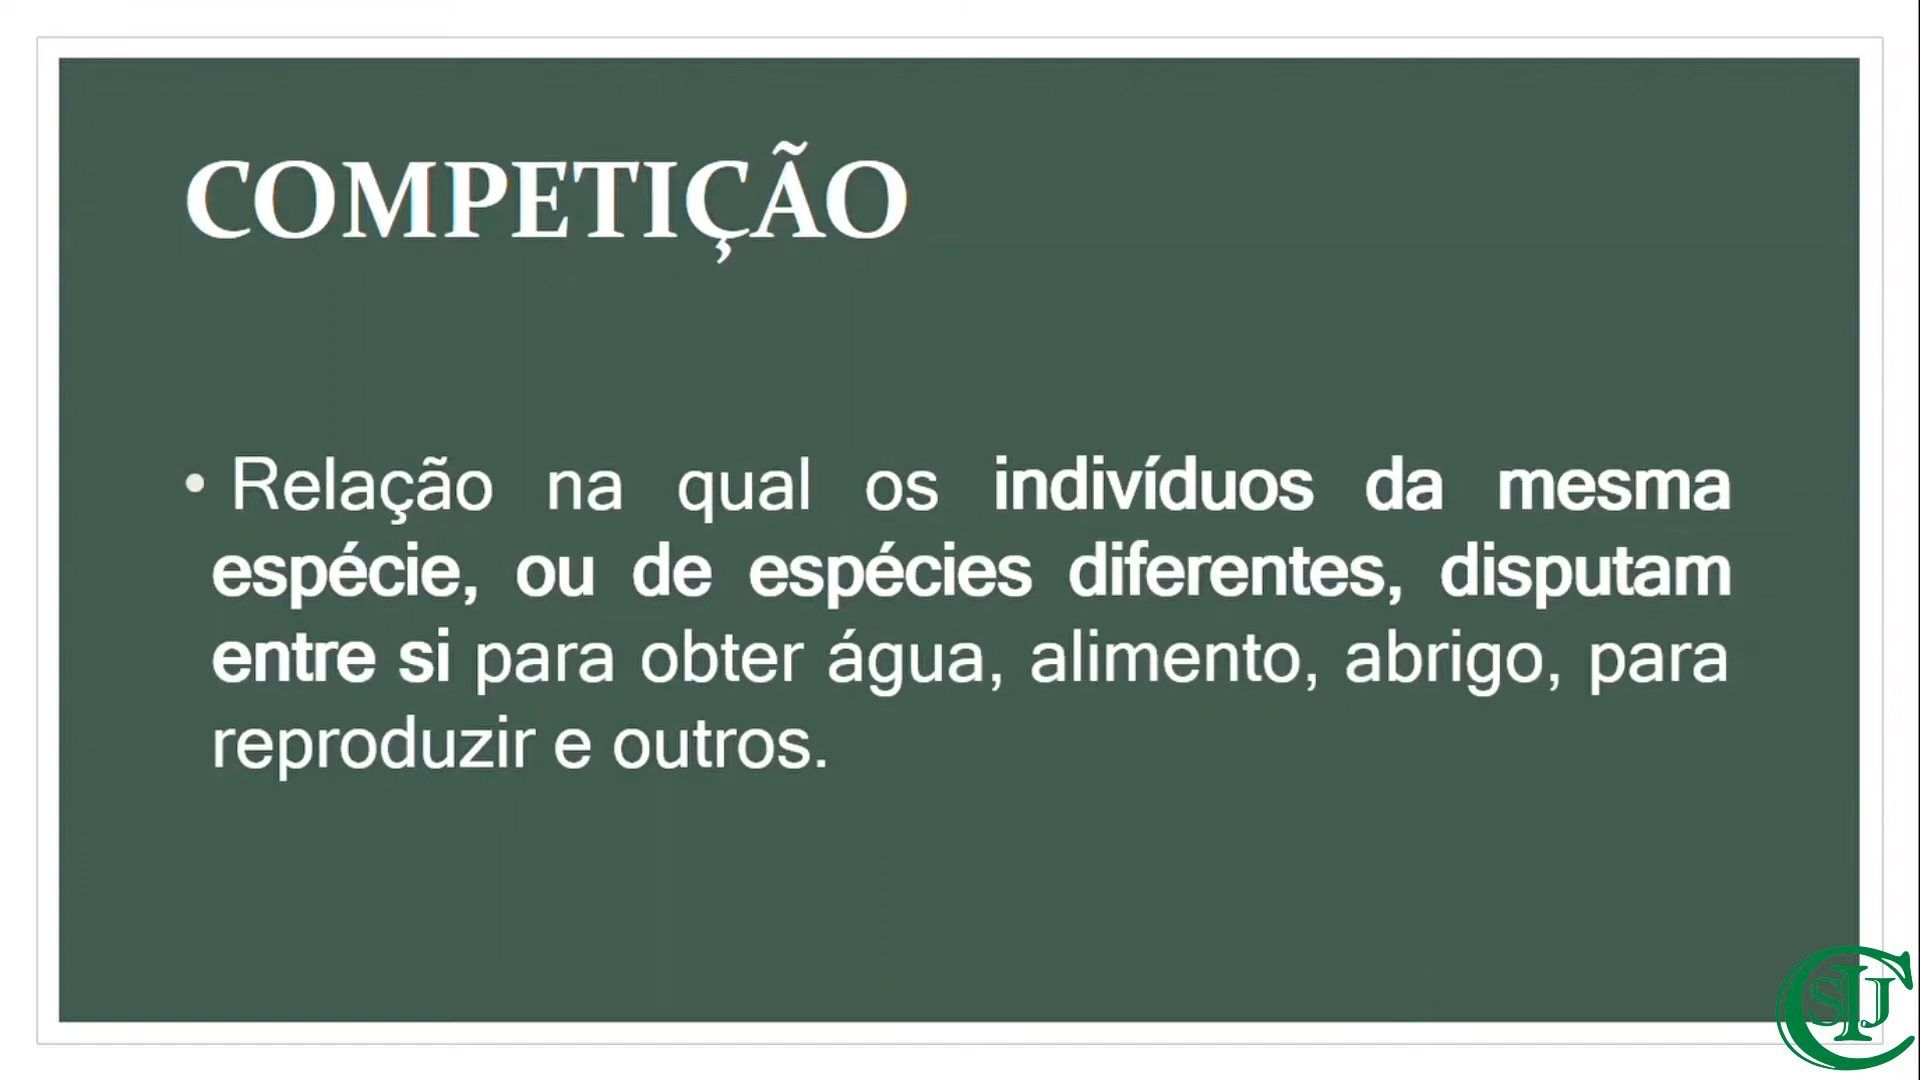 COMPETIÇÃO
• Relação na qual os indivíduos da mesma
espécie, ou de espécies diferentes, disputam
entre si para obter água, alimento, abrigo, para
reproduzir e outros.
CSIJ